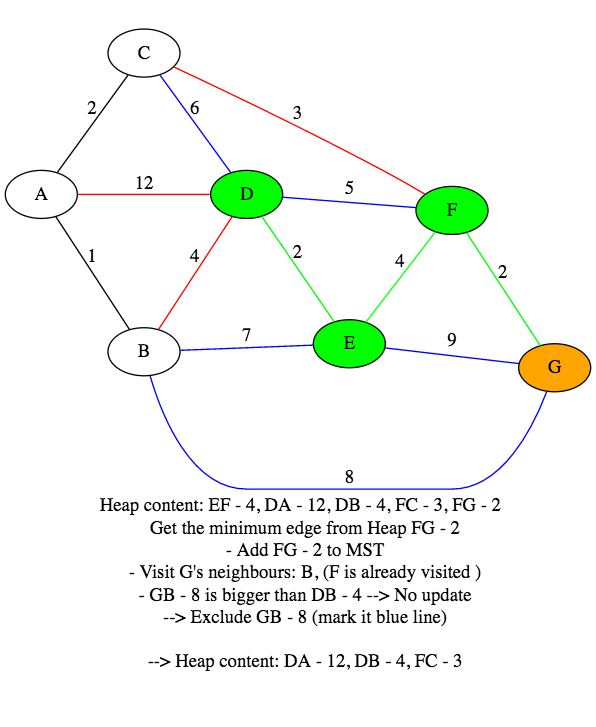 C
2
6
3
A
12
D
5
F
1
4
2
4
2
B
7
E
9
G
8
Heap content: EF - 4, DA - 12, DB - 4, FC - 3, FG - 2
Get the minimum edge from Heap FG - 2
- Add FG - 2 to MST
- Visit G's neighbours: B, (F is already visited )
- GB - 8 is bigger than DB - 4 --> No update
--> Exclude GB - 8 (mark it blue line)
--> Heap content: DA - 12, DB - 4, FC - 3